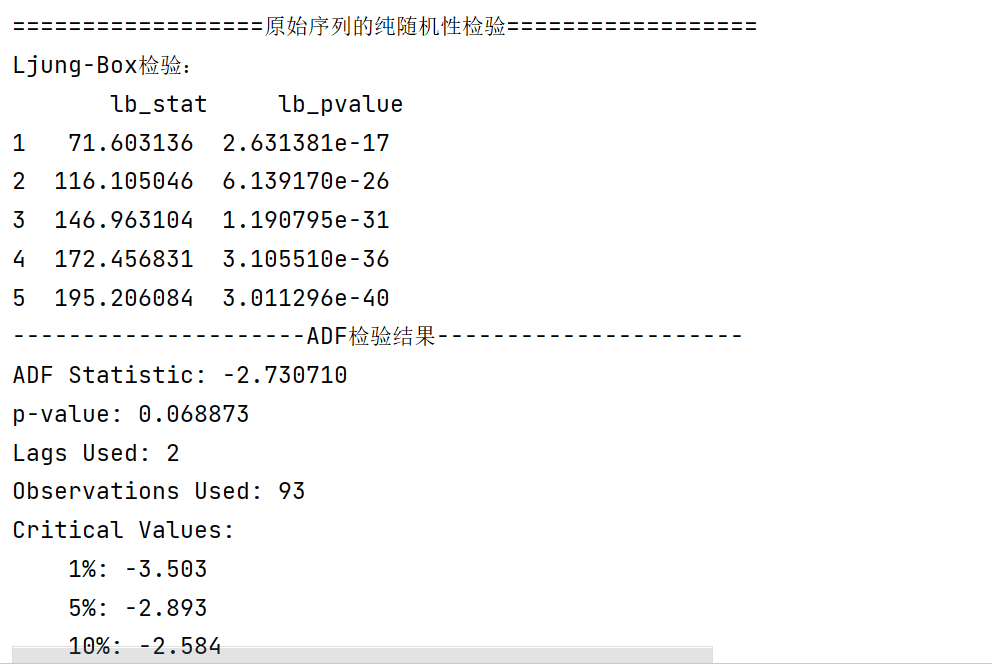 ==================原始序列的纯随机性检验==================
Ljung-Box检验：
       lb_stat     lb_pvalue
1   71.603136  2.631381e-17
2  116.105046  6.139170e-26
3  146.963104  1.190795e-31
4  172.456831  3.105510e-36
5  195.206084  3.011296e-40
---------------------ADF检验结果----------------------
ADF Statistic: -2.730710
p-value: 0.068873
Lags Used: 2
Observations Used: 93
Critical Values:
    1%: -3.503
    5%: -2.893
    10%: -2.584